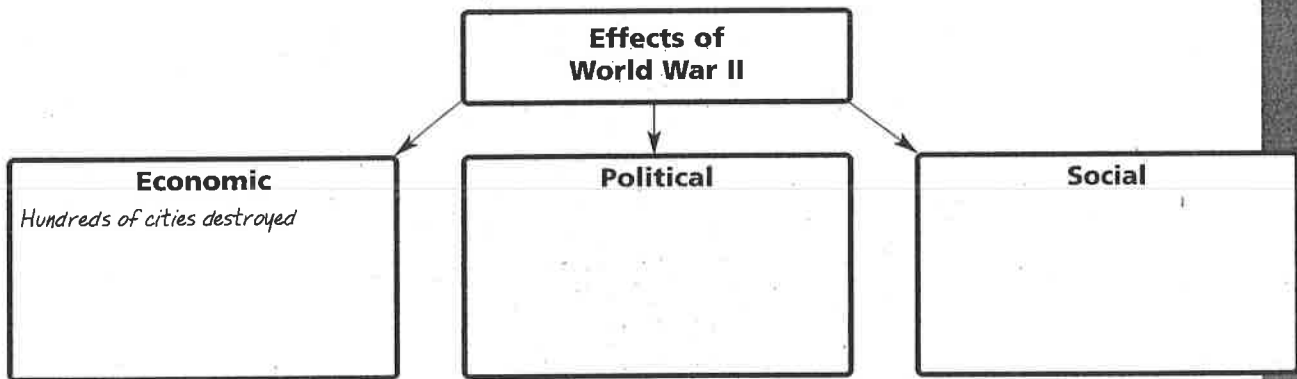 Effects of
World War II
Economic
Hundreds of cities destroyed
Political
Social